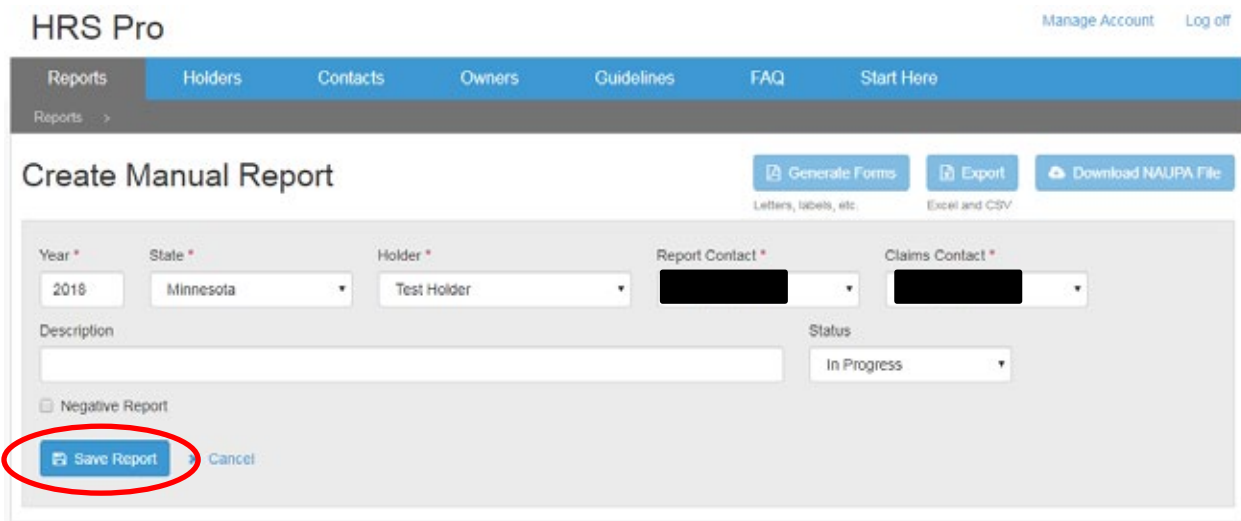 HRS Pro
Manage Account Log off
Reports Holders Contacts Owners Guidelines FAQ Start Here
Reports >
Create Manual Report
Generate Forms Export Download NAUPA File
Letters, labels, etc. Excel and CSV
Year * State * Holder * Report Contact * Claims Contact *
2018 Minnesota Test Holder
Description Status
In Progress
Negative Report
Save Report × Cancel